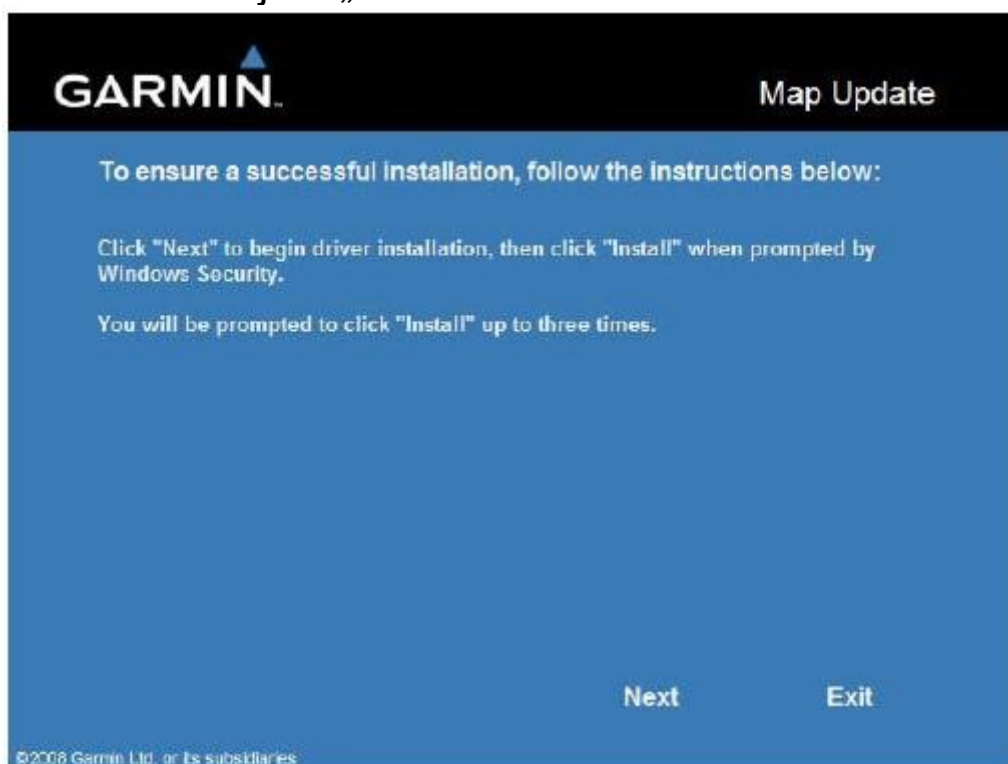 GARMIN
Map Update
To ensure a successful installation, follow the instructions below:
Click "Next" to begin driver installation, then click "Install" when prompted by
Windows Security.
You will be prompted to click "Install" up to three times.
Next Exit
©2008 Garmin Ltd. or its subsidiaries